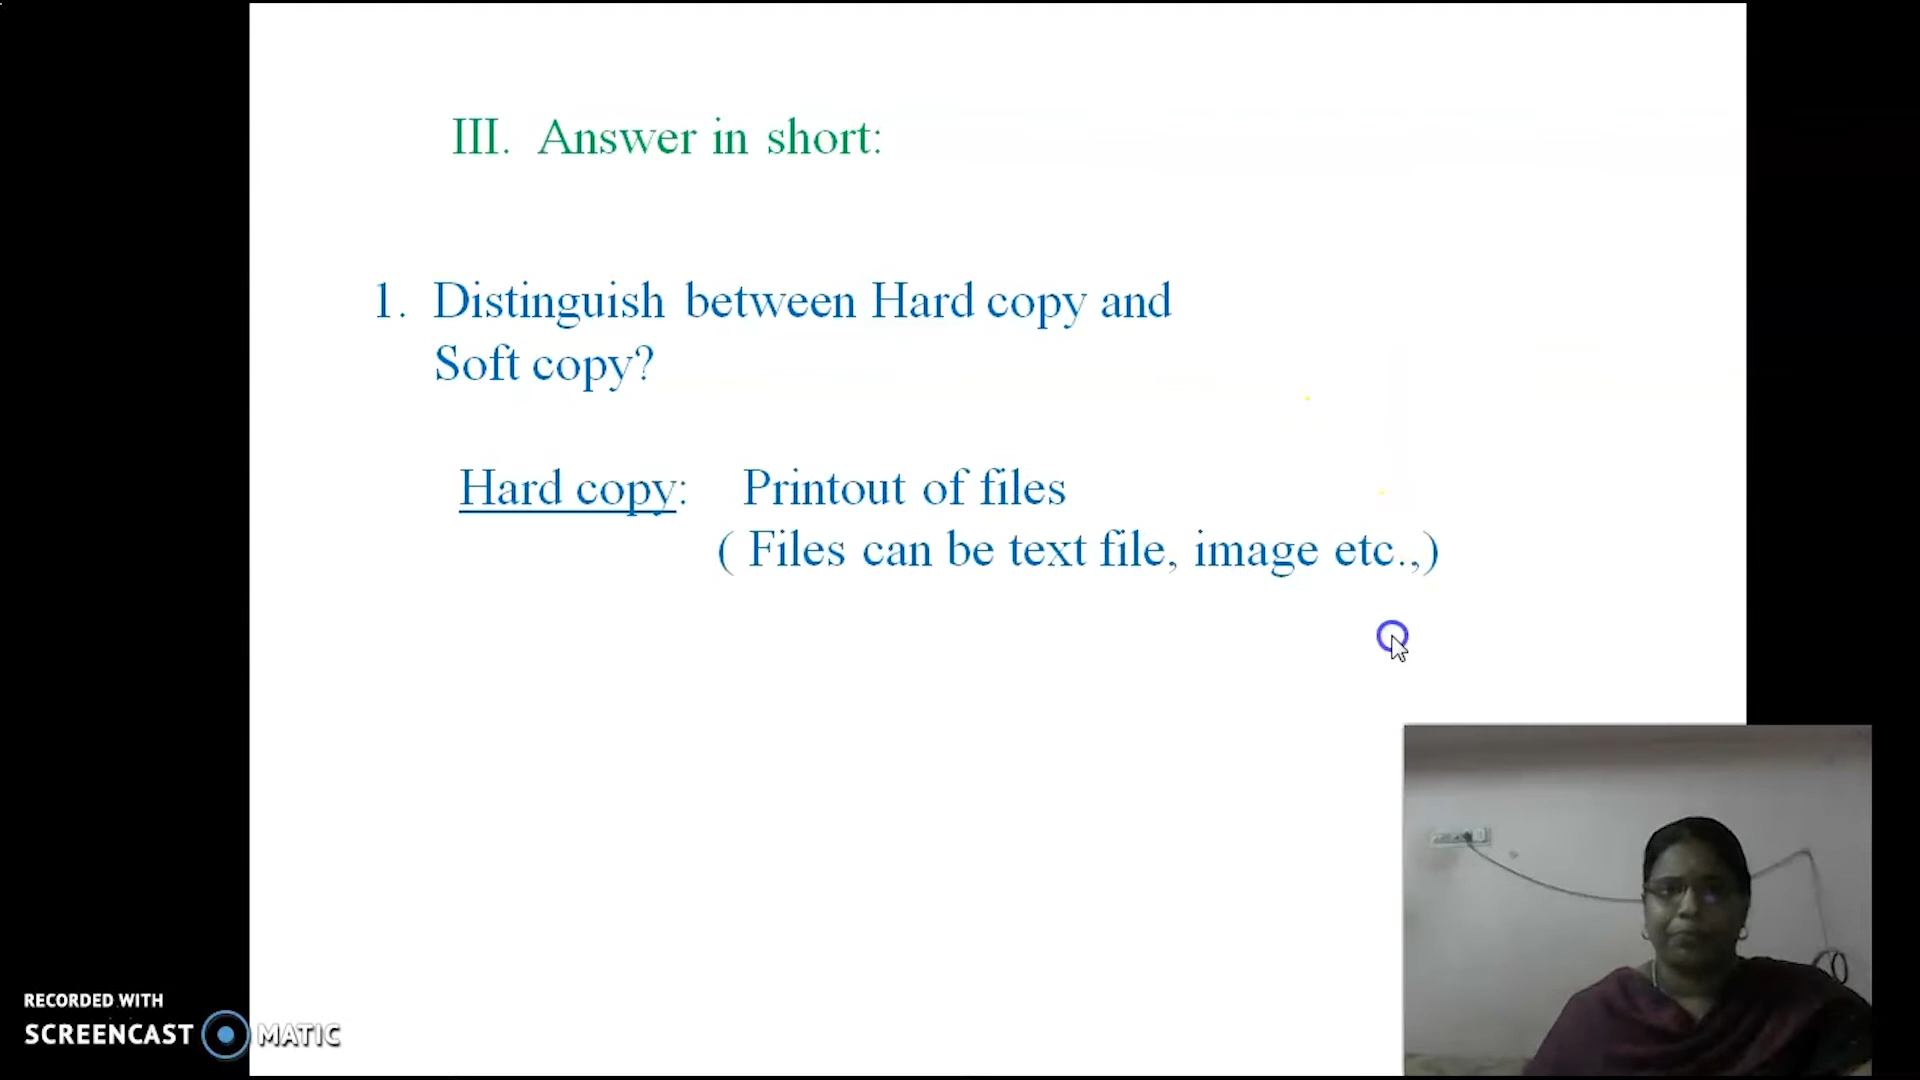 III. Answer in short:
1. Distinguish between Hard copy and
Soft copy?
Hard copy: Printout of files
( Files can be text file, image etc.,)
RECORDED WITH
SCREENCAST MATIC